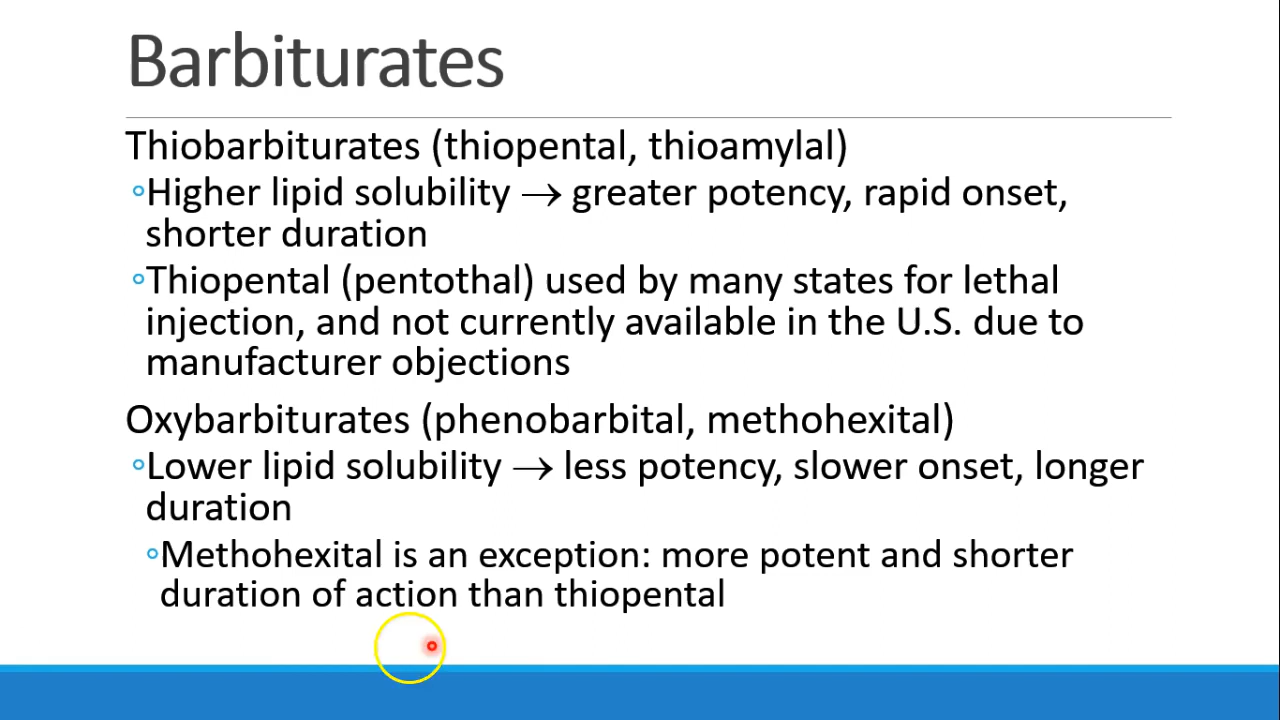 Barbiturates
Thiobarbiturates (thiopental, thioamylal)
◦Higher lipid solubility → greater potency, rapid onset,
shorter duration
◦Thiopental (pentothal) used by many states for lethal
injection, and not currently available in the U.S. due to
manufacturer objections
Oxybarbiturates (phenobarbital, methohexital)
◦Lower lipid solubility → less potency, slower onset, longer
duration
◦Methohexital is an exception: more potent and shorter
duration of action than thiopental